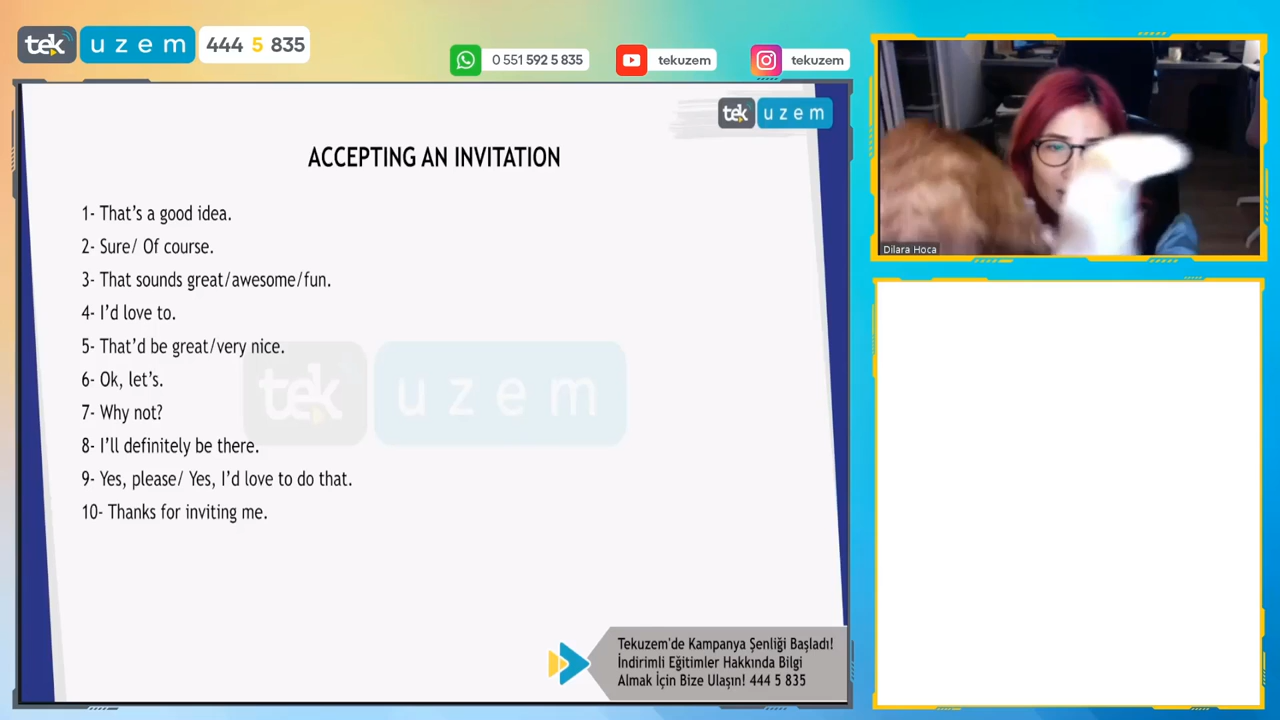 tek uzem 444 5 835
0 551 592 5 835
tekuzem
tekuzem
tek uzem
ACCEPTING AN INVITATION
1- That's a good idea.
2- Sure/ Of course.
3- That sounds great/awesome/fun.
4- I'd love to.
5- That'd be great/very nice.
6- Ok, let's.
7- Why not?
8- I'll definitely be there.
9- Yes, please/ Yes, I'd love to do that.
10- Thanks for inviting me.
tek uzem
Tekuzem'de Kampanya Şenliği Başladı!
İndirimli Eğitimler Hakkında Bilgi
Almak İçin Bize Ulaşın! 444 5 835
Dilara Hoca